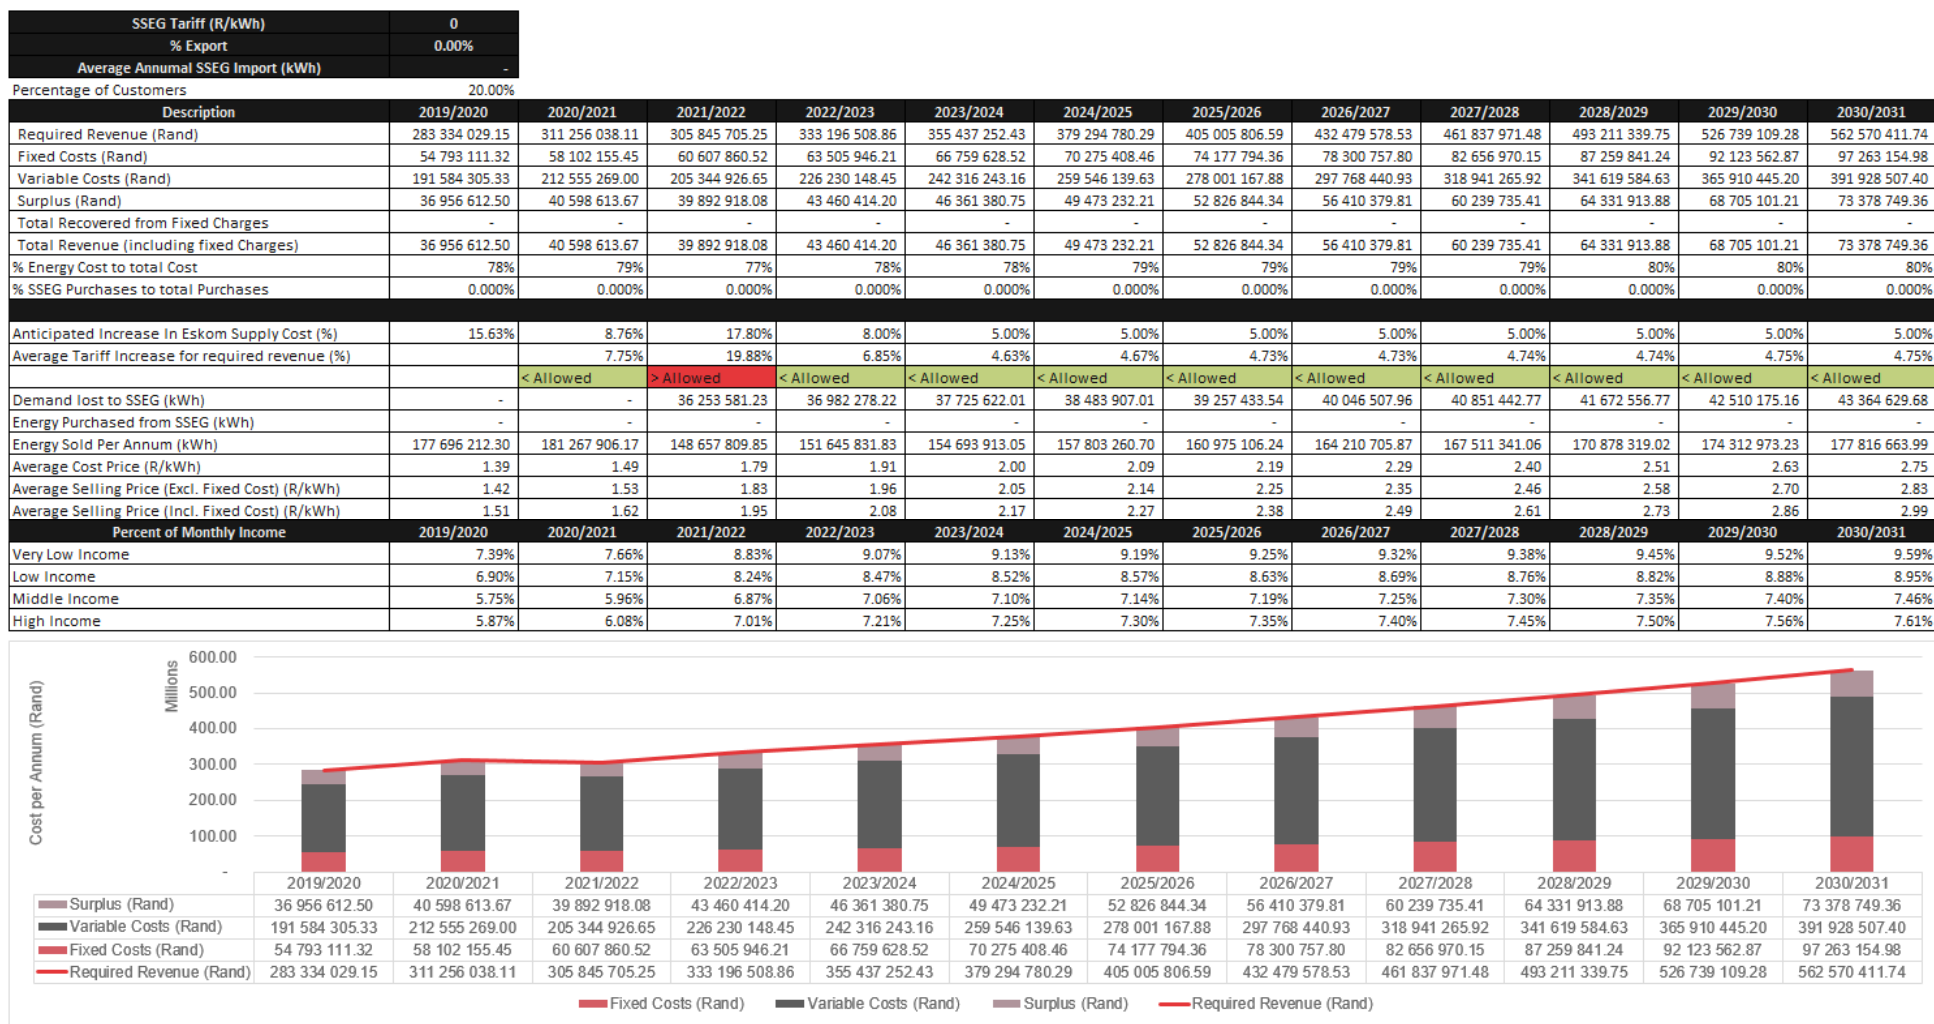 SSEG Tariff (R/kWh) 0
% Export 0.00%
Average Annumal SSEG Import (kWh) -
Percentage of Customers 20.00%
Description 2019/2020 2020/2021 2021/2022 2022/2023 2023/2024 2024/2025 2025/2026 2026/2027 2027/2028 2028/2029 2029/2030 2030/2031
Required Revenue (Rand) 283 334 029.15 311 256 038.11 305 845 705.25 333 196 508.86 355 437 252.43 379 294 780.29 405 005 806.59 432 479 578.53 461 837 971.48 493 211 339.75 526 739 109.28 562 570 411.74
Fixed Costs (Rand) 54 793 111.32 58 102 155.45 60 607 860.52 63 505 946.21 66 759 628.52 70 275 408.46 74 177 794.36 78 300 757.80 82 656 970.15 87 259 841.24 92 123 562.87 97 263 154.98
Variable Costs (Rand) 191 584 305.33 212 555 269.00 205 344 926.65 226 230 148.45 242 316 243.16 259 546 139.63 278 001 167.88 297 768 440.93 318 941 265.92 341 619 584.63 365 910 445.20 391 928 507.40
Surplus (Rand) 36 956 612.50 40 598 613.67 39 892 918.08 43 460 414.20 46 361 380.75 49 473 232.21 52 826 844.34 56 410 379.81 60 239 735.41 64 331 913.88 68 705 101.21 73 378 749.36
Total Recovered from Fixed Charges - - - - - - - - - - - -
Total Revenue (including fixed Charges) 36 956 612.50 40 598 613.67 39 892 918.08 43 460 414.20 46 361 380.75 49 473 232.21 52 826 844.34 56 410 379.81 60 239 735.41 64 331 913.88 68 705 101.21 73 378 749.36
% Energy Cost to total Cost 78% 79% 77% 78% 78% 79% 79% 79% 79% 80% 80% 80%
% SSEG Purchases to total Purchases 0.000% 0.000% 0.000% 0.000% 0.000% 0.000% 0.000% 0.000% 0.000% 0.000% 0.000% 0.000%
Anticipated Increase In Eskom Supply Cost (%) 15.63% 8.76% 17.80% 8.00% 5.00% 5.00% 5.00% 5.00% 5.00% 5.00% 5.00% 5.00%
Average Tariff Increase for required revenue (%) 7.75% 19.88% 6.85% 4.63% 4.67% 4.73% 4.73% 4.74% 4.74% 4.75% 4.75%
< Allowed > Allowed < Allowed < Allowed < Allowed < Allowed < Allowed < Allowed < Allowed < Allowed < Allowed
Demand lost to SSEG (kWh) - - 36 253 581.23 36 982 278.22 37 725 622.01 38 483 907.01 39 257 433.54 40 046 507.96 40 851 442.77 41 672 556.77 42 510 175.16 43 364 629.68
Energy Purchased from SSEG (kWh) - - - - - - - - - - - -
Energy Sold Per Annum (kWh) 177 696 212.30 181 267 906.17 148 657 809.85 151 645 831.83 154 693 913.05 157 803 260.70 160 975 106.24 164 210 705.87 167 511 341.06 170 878 319.02 174 312 973.23 177 816 663.99
Average Cost Price (R/kWh) 1.39 1.49 1.79 1.91 2.00 2.09 2.19 2.29 2.40 2.51 2.63 2.75
Average Selling Price (Excl. Fixed Cost) (R/kWh) 1.42 1.53 1.83 1.96 2.05 2.14 2.25 2.35 2.46 2.58 2.70 2.83
Average Selling Price (Incl. Fixed Cost) (R/kWh) 1.51 1.62 1.95 2.08 2.17 2.27 2.38 2.49 2.61 2.73 2.86 2.99
Percent of Monthly Income 2019/2020 2020/2021 2021/2022 2022/2023 2023/2024 2024/2025 2025/2026 2026/2027 2027/2028 2028/2029 2029/2030 2030/2031
Very Low Income 7.39% 7.66% 8.83% 9.07% 9.13% 9.19% 9.25% 9.32% 9.38% 9.45% 9.52% 9.59%
Low Income 6.90% 7.15% 8.24% 8.47% 8.52% 8.57% 8.63% 8.69% 8.76% 8.82% 8.88% 8.95%
Middle Income 5.75% 5.96% 6.87% 7.06% 7.10% 7.14% 7.19% 7.25% 7.30% 7.35% 7.40% 7.46%
High Income 5.87% 6.08% 7.01% 7.21% 7.25% 7.30% 7.35% 7.40% 7.45% 7.50% 7.56% 7.61%
Cost per Annum (Rand)
Millions
600.00
500.00
400.00
300.00
200.00
100.00
-
2019/2020 2020/2021 2021/2022 2022/2023 2023/2024 2024/2025 2025/2026 2026/2027 2027/2028 2028/2029 2029/2030 2030/2031
Surplus (Rand) 36 956 612.50 40 598 613.67 39 892 918.08 43 460 414.20 46 361 380.75 49 473 232.21 52 826 844.34 56 410 379.81 60 239 735.41 64 331 913.88 68 705 101.21 73 378 749.36
Variable Costs (Rand) 191 584 305.33 212 555 269.00 205 344 926.65 226 230 148.45 242 316 243.16 259 546 139.63 278 001 167.88 297 768 440.93 318 941 265.92 341 619 584.63 365 910 445.20 391 928 507.40
Fixed Costs (Rand) 54 793 111.32 58 102 155.45 60 607 860.52 63 505 946.21 66 759 628.52 70 275 408.46 74 177 794.36 78 300 757.80 82 656 970.15 87 259 841.24 92 123 562.87 97 263 154.98
Required Revenue (Rand) 283 334 029.15 311 256 038.11 305 845 705.25 333 196 508.86 355 437 252.43 379 294 780.29 405 005 806.59 432 479 578.53 461 837 971.48 493 211 339.75 526 739 109.28 562 570 411.74
Fixed Costs (Rand) Variable Costs (Rand) Surplus (Rand) Required Revenue (Rand)